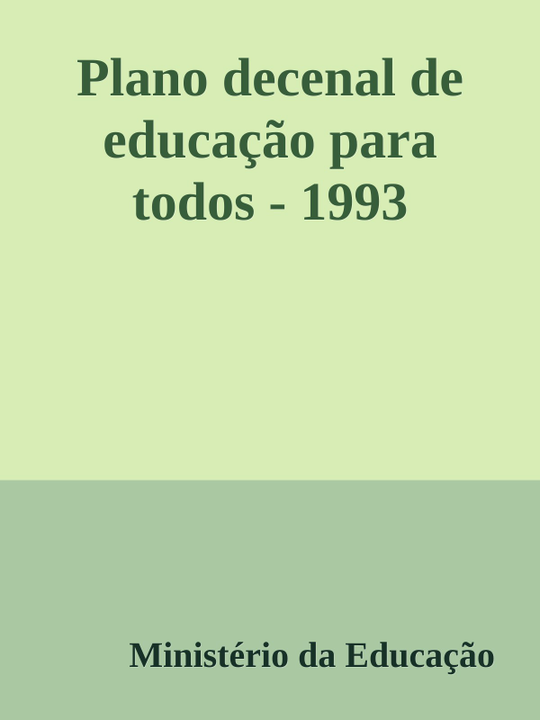 Plano decenal de
educação para
todos - 1993
Ministério da Educação